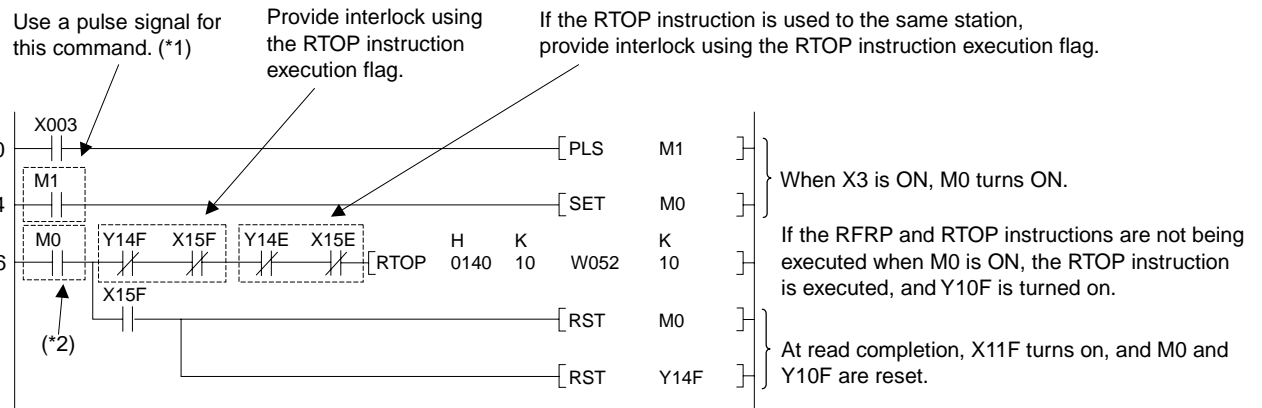 Use a pulse signal for
this command. (*1)
Provide interlock using
the RTOP instruction
execution flag.
If the RTOP instruction is used to the same station,
provide interlock using the RTOP instruction execution flag.
X003
0 PLS M1
M1
4 SET M0
When X3 is ON, M0 turns ON.
M0 Y14F X15F Y14E X15E H K K
6 RTOP 0140 10 W052 10
If the RFRP and RTOP instructions are not being
executed when M0 is ON, the RTOP instruction
is executed, and Y10F is turned on.
X15F
RST M0
(*2)
RST Y14F
At read completion, X11F turns on, and M0 and
Y10F are reset.